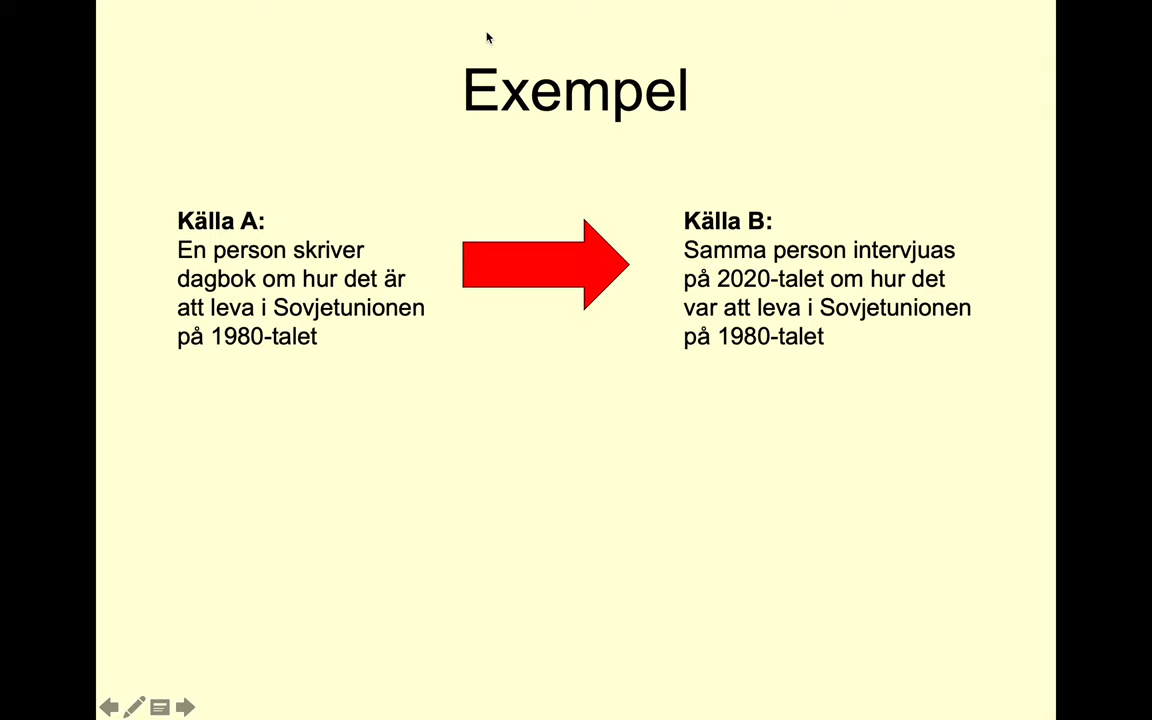 Exempel
Källa A:
En person skriver
dagbok om hur det är
att leva i Sovjetunionen
på 1980-talet
Källa B:
Samma person intervjuas
på 2020-talet om hur det
var att leva i Sovjetunionen
på 1980-talet